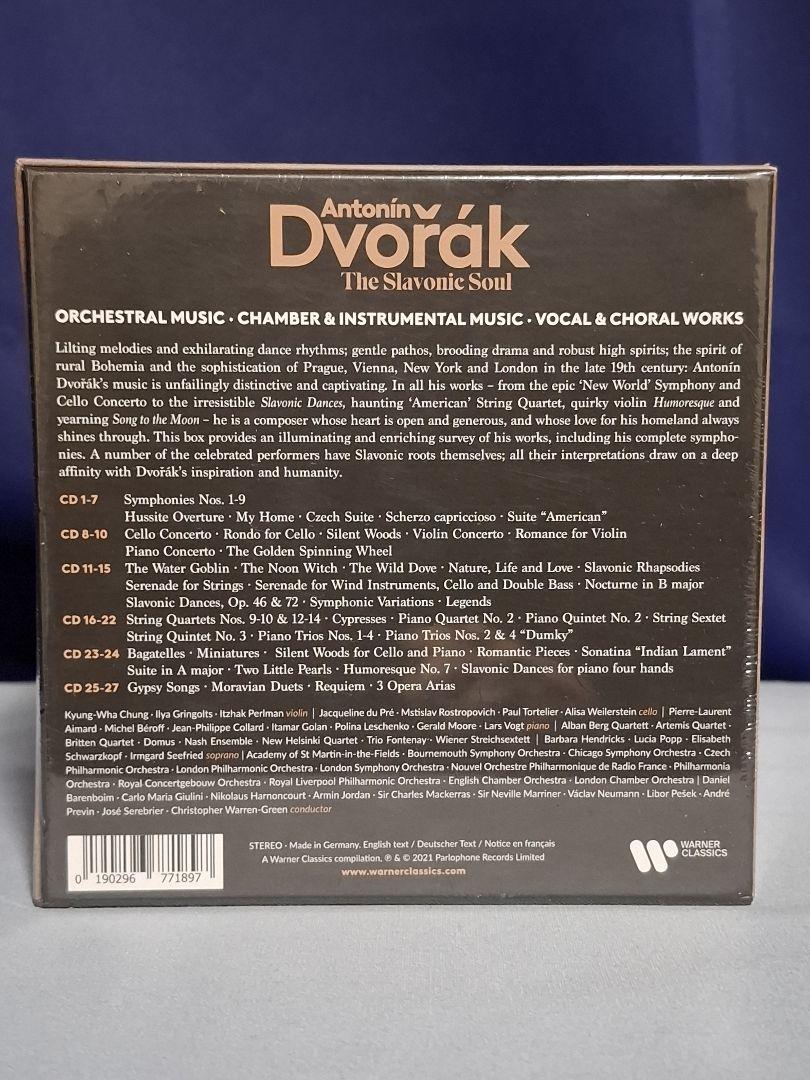 Antonín
Dvořák
The Slavonic Soul
ORCHESTRAL MUSIC · CHAMBER & INSTRUMENTAL MUSIC · VOCAL & CHORAL WORKS
Lilting melodies and exhilarating dance rhythms; gentle pathos, brooding drama and robust high spirits; the spirit of
rural Bohemia and the sophistication of Prague, Vienna, New York and London in the late 19th century: Antonín
Dvořák's music is unfailingly distinctive and captivating. In all his works – from the epic 'New World' Symphony and
Cello Concerto to the irresistible Slavonic Dances, haunting 'American' String Quartet, quirky violin Humoresque and
yearning Song to the Moon – he is a composer whose heart is open and generous, and whose love for his homeland always
shines through. This box provides an illuminating and enriching survey of his works, including his complete sympho-
nies. A number of the celebrated performers have Slavonic roots themselves; all their interpretations draw on a deep
affinity with Dvořák's inspiration and humanity.
CD 1-7 Symphonies Nos. 1-9
Hussite Overture · My Home · Czech Suite · Scherzo capriccioso · Suite "American"
CD 8-10 Cello Concerto · Rondo for Cello · Silent Woods · Violin Concerto · Romance for Violin
Piano Concerto · The Golden Spinning Wheel
CD 11-15 The Water Goblin · The Noon Witch · The Wild Dove · Nature, Life and Love · Slavonic Rhapsodies
Serenade for Strings · Serenade for Wind Instruments, Cello and Double Bass · Nocturne in B major
Slavonic Dances, Op. 46 & 72 · Symphonic Variations · Legends
CD 16-22 String Quartets Nos. 9-10 & 12-14 · Cypresses · Piano Quartet No. 2 · Piano Quintet No. 2 · String Sextet
String Quintet No. 3 · Piano Trios Nos. 1-4 · Piano Trios Nos. 2 & 4 "Dumky"
CD 23-24 Bagatelles · Miniatures · Silent Woods for Cello and Piano · Romantic Pieces · Sonatina "Indian Lament"
Suite in A major · Two Little Pearls · Humoresque No. 7 · Slavonic Dances for piano four hands
CD 25-27 Gypsy Songs · Moravian Duets · Requiem · 3 Opera Arias
Kyung-Wha Chung · Ilya Gringolts · Itzhak Perlman violin | Jacqueline du Pré · Mstislav Rostropovich · Paul Tortelier · Alisa Weilerstein cello | Pierre-Laurent
Aimard · Michel Béroff · Jean-Philippe Collard · Itamar Golan · Polina Leschenko · Gerald Moore · Lars Vogt piano | Alban Berg Quartett · Artemis Quartet ·
Britten Quartet · Domus · Nash Ensemble · New Helsinki Quartet · Trio Fontenay · Wiener Streichsextett | Barbara Hendricks · Lucia Popp · Elisabeth
Schwarzkopf · Irmgard Seefried soprano | Academy of St Martin-in-the-Fields · Bournemouth Symphony Orchestra · Chicago Symphony Orchestra · Czech
Philharmonic Orchestra · London Philharmonic Orchestra · London Symphony Orchestra · Nouvel Orchestre Philharmonique de Radio France · Philharmonia
Orchestra · Royal Concertgebouw Orchestra · Royal Liverpool Philharmonic Orchestra · English Chamber Orchestra · London Chamber Orchestra | Daniel
Barenboim · Carlo Maria Giulini · Nikolaus Harnoncourt · Armin Jordan · Sir Charles Mackerras · Sir Neville Marriner · Václav Neumann · Libor Pešek · André
Previn · José Serebrier · Christopher Warren-Green conductor
0 190296 771897
STEREO · Made in Germany. English text / Deutscher Text / Notice en français
A Warner Classics compilation, ℗ & © 2021 Parlophone Records Limited
www.warnerclassics.com
WARNER
CLASSICS